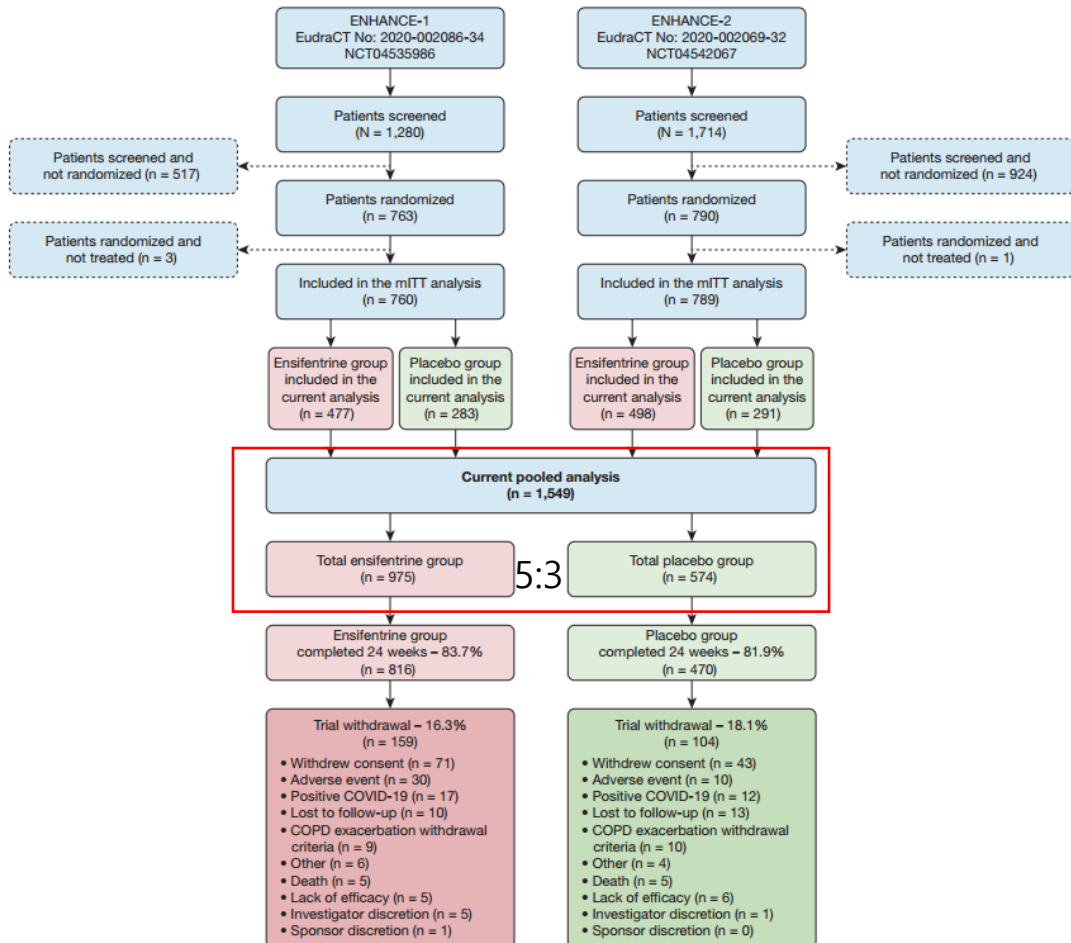 ENHANCE-1
EudraCT No: 2020-002086-34
NCT04535986
ENHANCE-2
EudraCT No: 2020-002069-32
NCT04542067
Patients screened
(N = 1,280)
Patients screened
(N = 1,714)
Patients screened and
not randomized (n = 517)
Patients screened and
not randomized (n = 924)
Patients randomized
(n = 763)
Patients randomized
(n = 790)
Patients randomized and
not treated (n = 3)
Patients randomized and
not treated (n = 1)
Included in the mITT analysis
(n = 760)
Included in the mITT analysis
(n = 789)
Ensifentrine group
included in the
current analysis
(n = 477)
Placebo group
included in the
current analysis
(n = 283)
Ensifentrine group
included in the
current analysis
(n = 498)
Placebo group
included in the
current analysis
(n = 291)
Current pooled analysis
(n = 1,549)
Total ensifentrine group
(n = 975)
5:3
Total placebo group
(n = 574)
Ensifentrine group
completed 24 weeks – 83.7%
(n = 816)
Placebo group
completed 24 weeks – 81.9%
(n = 470)
Trial withdrawal – 16.3%
(n = 159)
• Withdrew consent (n = 71)
• Adverse event (n = 30)
• Positive COVID-19 (n = 17)
• Lost to follow-up (n = 10)
• COPD exacerbation withdrawal
criteria (n = 9)
• Other (n = 6)
• Death (n = 5)
• Lack of efficacy (n = 5)
• Investigator discretion (n = 5)
• Sponsor discretion (n = 1)
Trial withdrawal – 18.1%
(n = 104)
• Withdrew consent (n = 43)
• Adverse event (n = 10)
• Positive COVID-19 (n = 12)
• Lost to follow-up (n = 13)
• COPD exacerbation withdrawal
criteria (n = 10)
• Other (n = 4)
• Death (n = 5)
• Lack of efficacy (n = 6)
• Investigator discretion (n = 1)
• Sponsor discretion (n = 0)